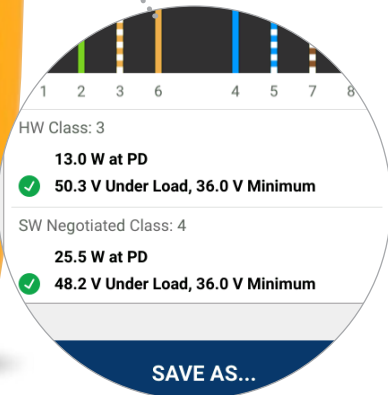 1 2 3 6 4 5 7 8
HW Class: 3
13.0 W at PD
50.3 V Under Load, 36.0 V Minimum
SW Negotiated Class: 4
25.5 W at PD
48.2 V Under Load, 36.0 V Minimum
SAVE AS...